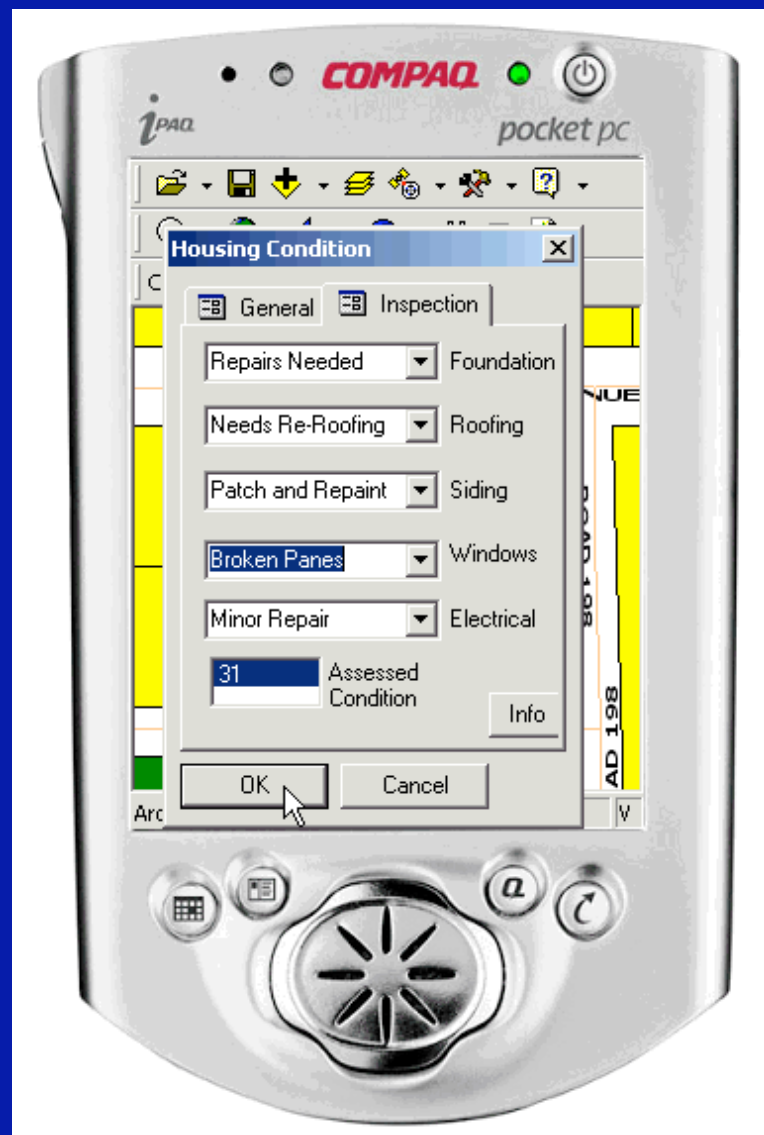 COMPAQ
iPAQ
pocket pc
Housing Condition
General
Inspection
Repairs Needed Foundation
Needs Re-Roofing Roofing
Patch and Repaint Siding
Broken Panes Windows
Minor Repair Electrical
31 Assessed
Condition
Info
OK Cancel
NUE
ROAD 198
AD 198
Arc
V
C